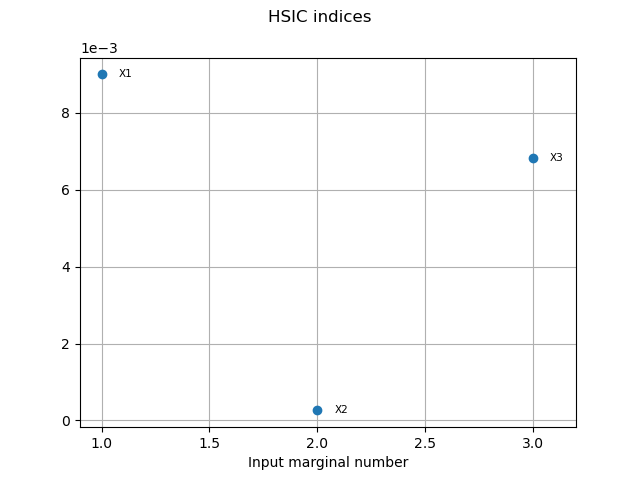 HSIC indices
1e−3
X1
8
X3
6
4
2
X2
0
1.0 1.5 2.0 2.5 3.0
Input marginal number